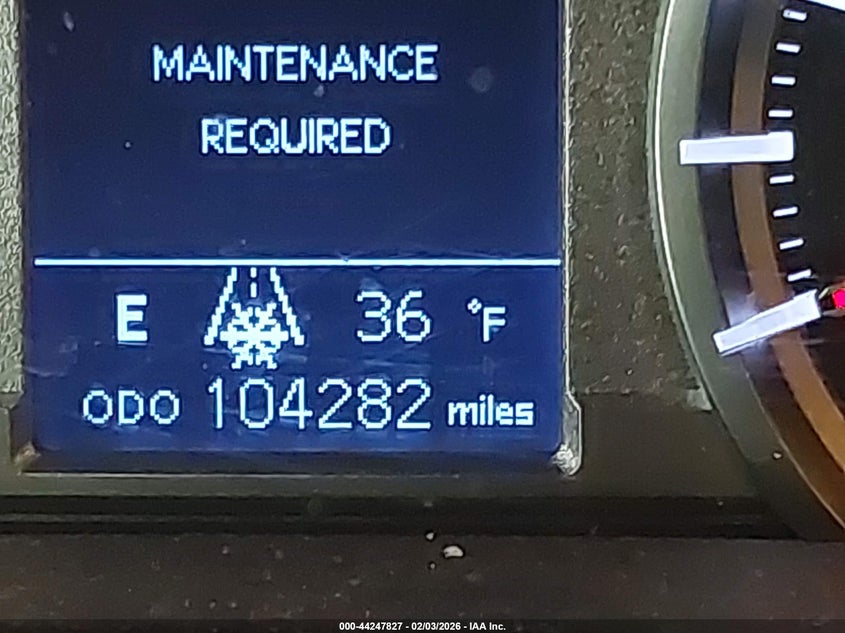 MAINTENANCE
REQUIRED
E 36 °F
ODO 104282 miles
000-44247827 - 02/03/2026 - IAA Inc.